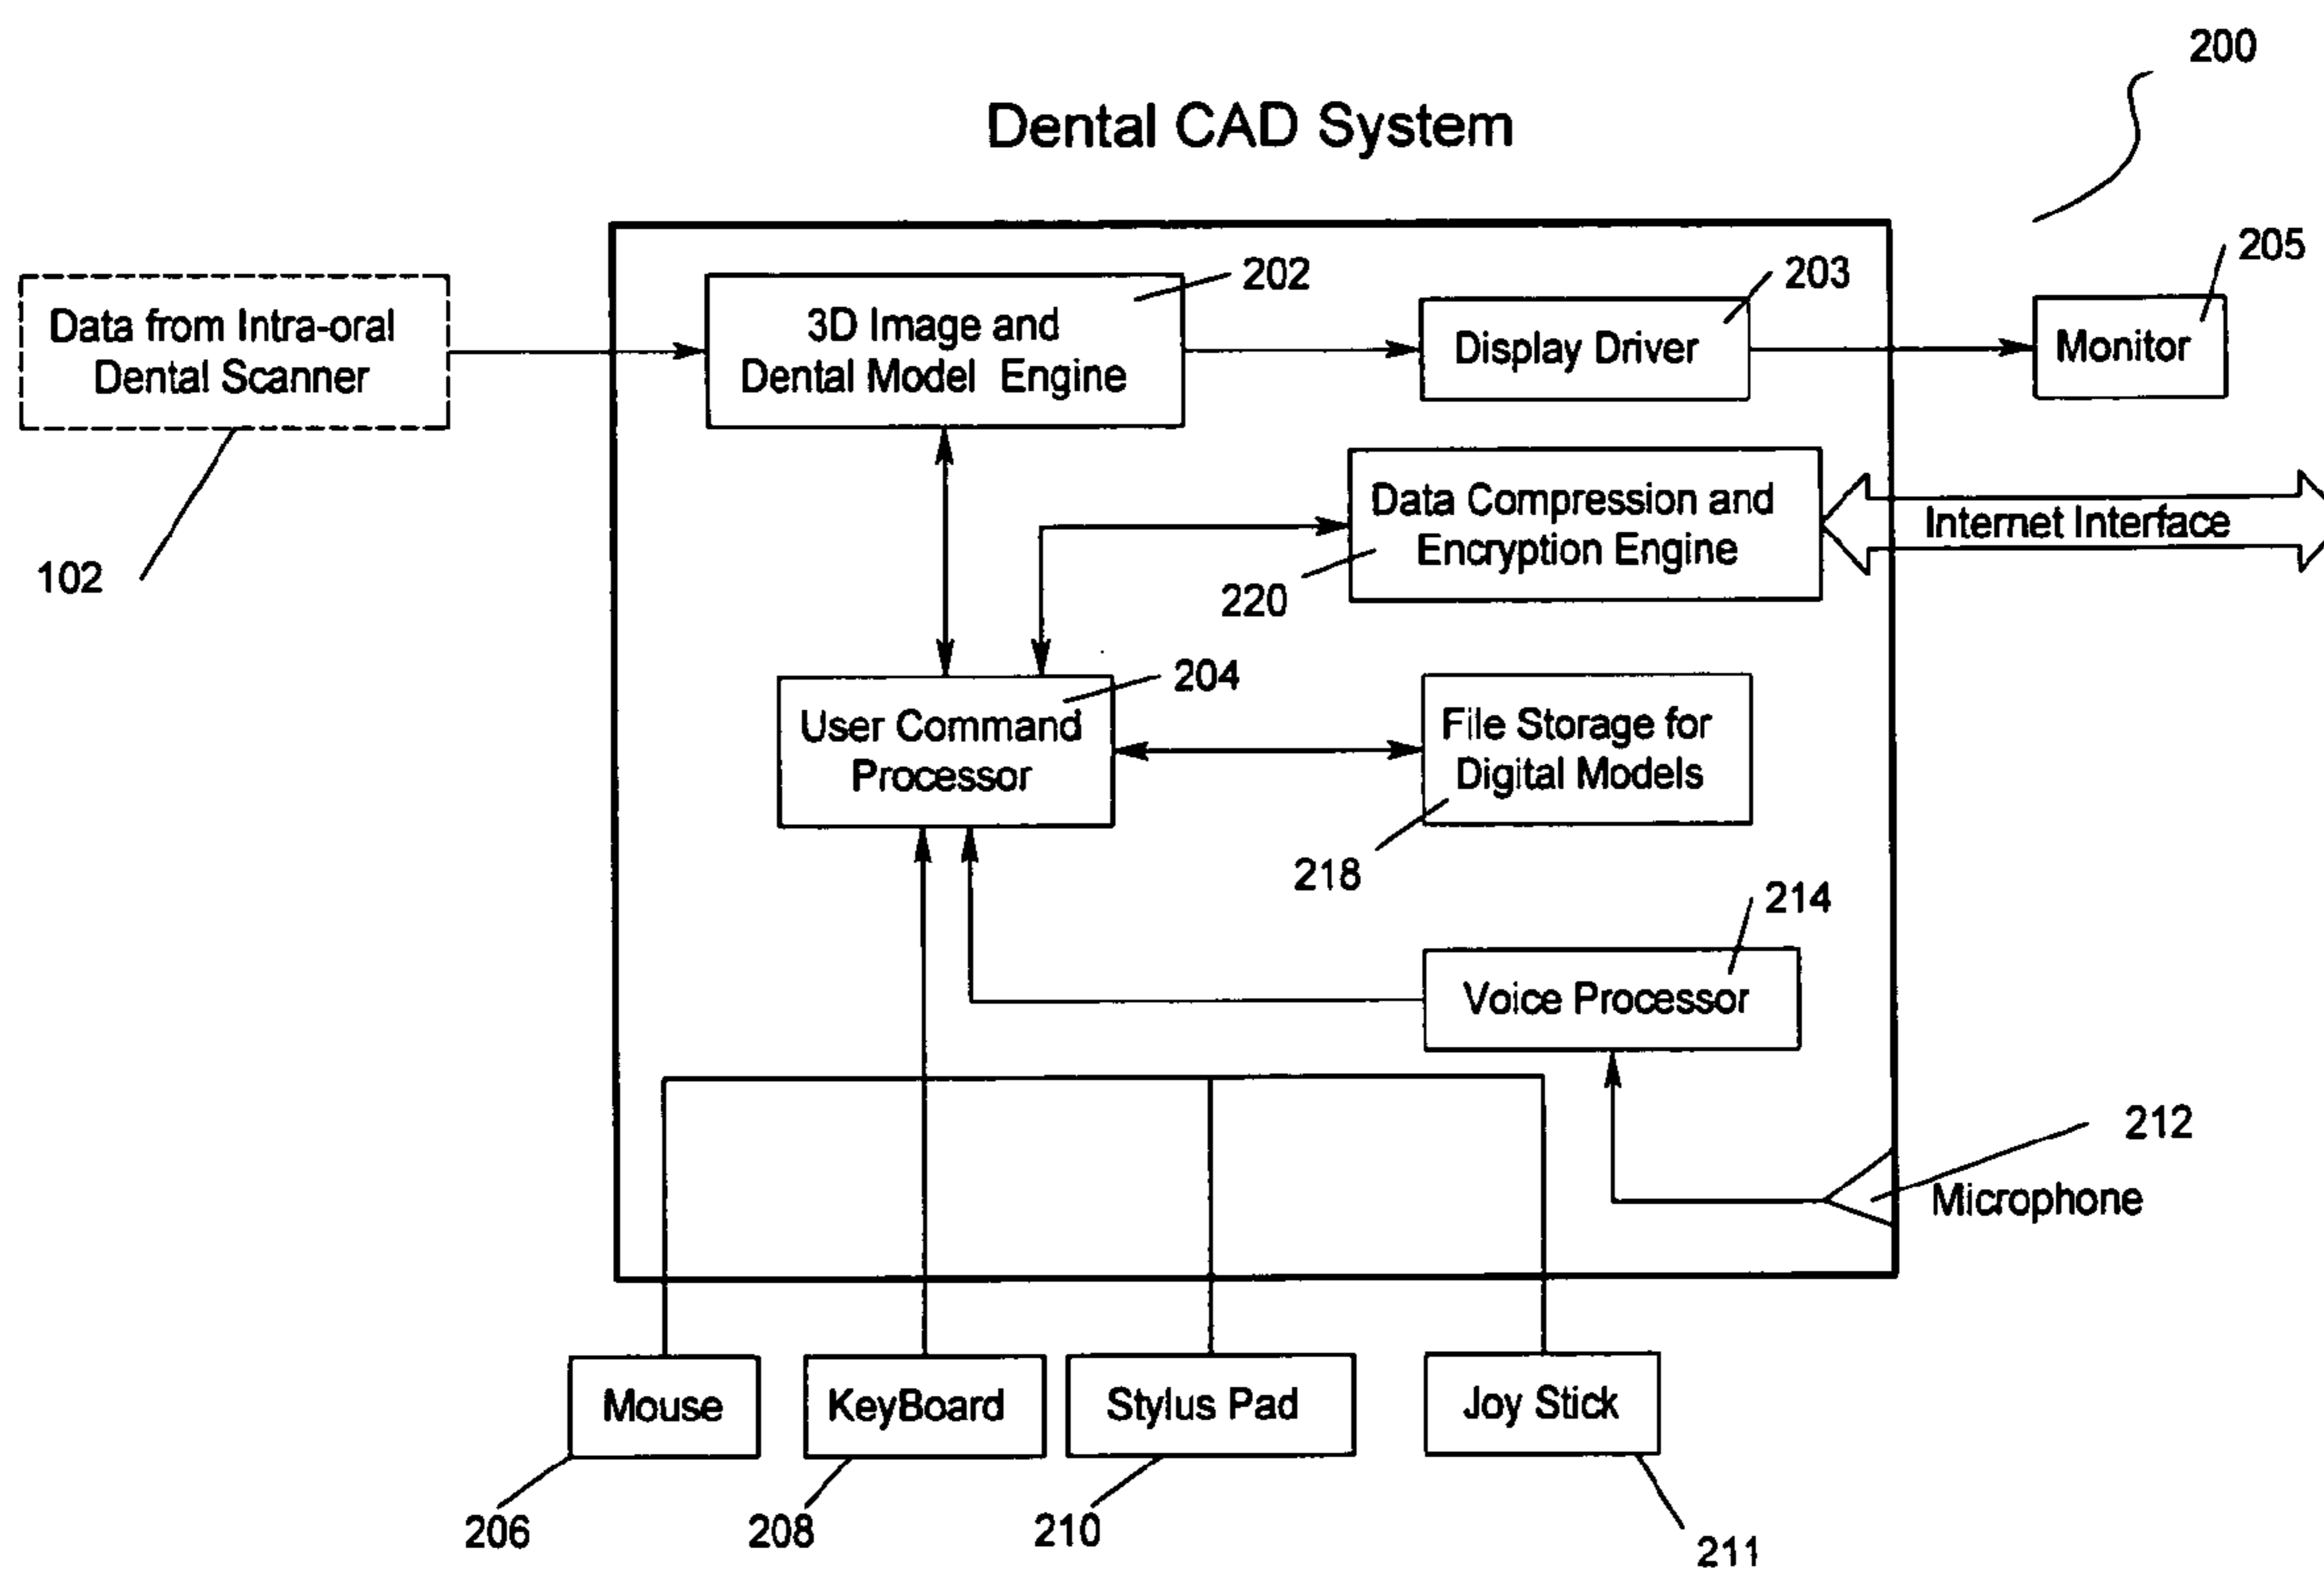 200
Dental CAD System
205
202
203
Data from Intra-oral
Dental Scanner
3D Image and
Dental Model Engine
Display Driver
Monitor
102
Data Compression and
Encryption Engine
Internet Interface
220
204
User Command
Processor
File Storage for
Digital Models
218
214
Voice Processor
212
Microphone
Mouse
KeyBoard
Stylus Pad
Joy Stick
206
208
210
211